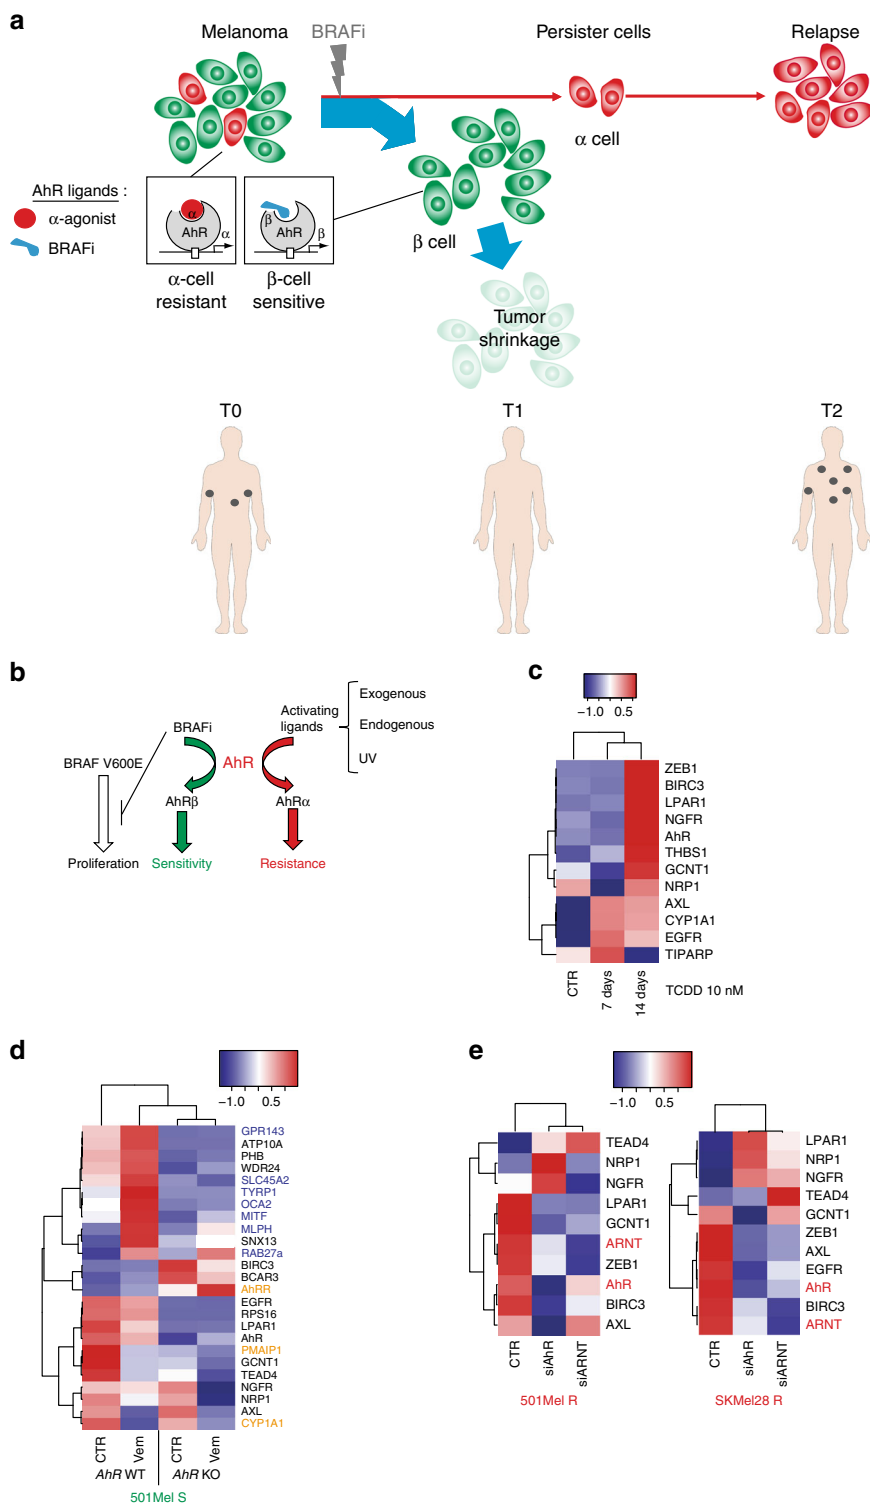 a
Melanoma
BRAFi
Persister cells
Relapse
α cell
AhR ligands :
α-agonist
BRAFi
α
AhR
α
β
AhR
β
α-cell
resistant
β-cell
sensitive
β cell
Tumor
shrinkage
T0
T1
T2
b
BRAFi
Activating
ligands
Exogenous
Endogenous
UV
BRAF V600E
AhR
AhRβ
AhRα
Proliferation
Sensitivity
Resistance
c
−1.0
0.5
ZEB1
BIRC3
LPAR1
NGFR
AhR
THBS1
GCNT1
NRP1
AXL
CYP1A1
EGFR
TIPARP
CTR
7 days
14 days
TCDD 10 nM
d
−1.0
0.5
GPR143
ATP10A
PHB
WDR24
SLC45A2
TYRP1
OCA2
MITF
MLPH
SNX13
RAB27a
BIRC3
BCAR3
AhRR
EGFR
RPS16
LPAR1
AhR
PMAIP1
GCNT1
TEAD4
NGFR
NRP1
AXL
CYP1A1
CTR
Vem
CTR
Vem
AhR WT
AhR KO
501Mel S
e
−1.0
0.5
TEAD4
NRP1
NGFR
LPAR1
GCNT1
ARNT
ZEB1
AhR
BIRC3
AXL
CTR
siAhR
siARNT
501Mel R
LPAR1
NRP1
NGFR
TEAD4
GCNT1
ZEB1
AXL
EGFR
AhR
BIRC3
ARNT
CTR
siAhR
siARNT
SKMel28 R